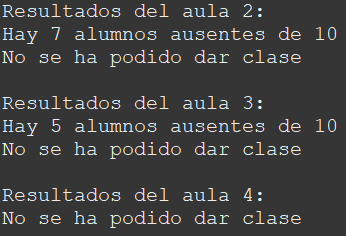 Resultados del aula 2:
Hay 7 alumnos ausentes de 10
No se ha podido dar clase
Resultados del aula 3:
Hay 5 alumnos ausentes de 10
No se ha podido dar clase
Resultados del aula 4:
No se ha podido dar clase